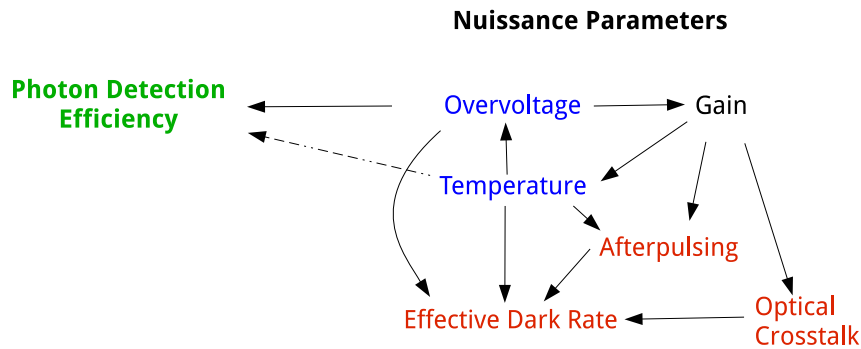 Nuissance Parameters
Photon Detection
Efficiency
Overvoltage
Gain
Temperature
Afterpulsing
Effective Dark Rate
Optical
Crosstalk